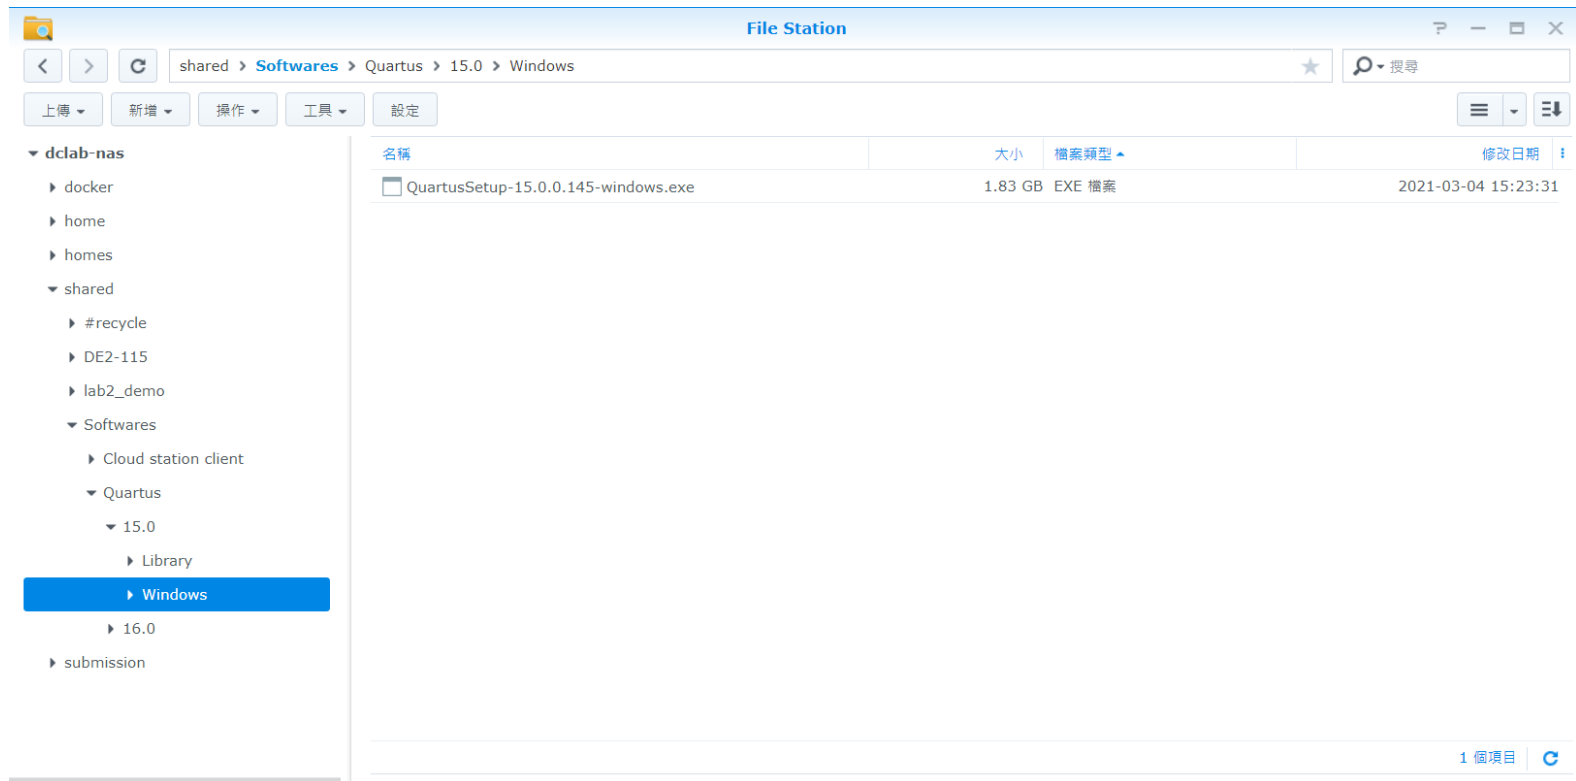 File Station
shared > Softwares > Quartus > 15.0 > Windows
搜尋
上傳 新增 操作 工具 設定
dclab-nas
docker
home
homes
shared
#recycle
DE2-115
lab2_demo
Softwares
Cloud station client
Quartus
15.0
Library
Windows
16.0
submission
名稱 大小 檔案類型 修改日期
QuartusSetup-15.0.0.145-windows.exe 1.83 GB EXE 檔案 2021-03-04 15:23:31
1 個項目